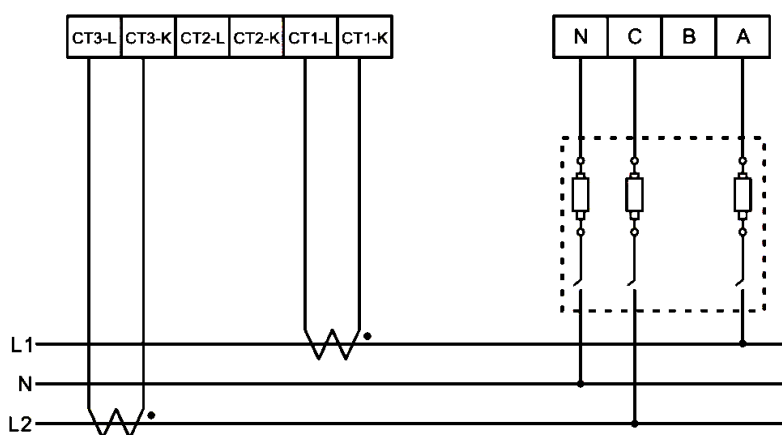 CT3-L CT3-K CT2-L CT2-K CT1-L CT1-K
N C B A
L1
N
L2